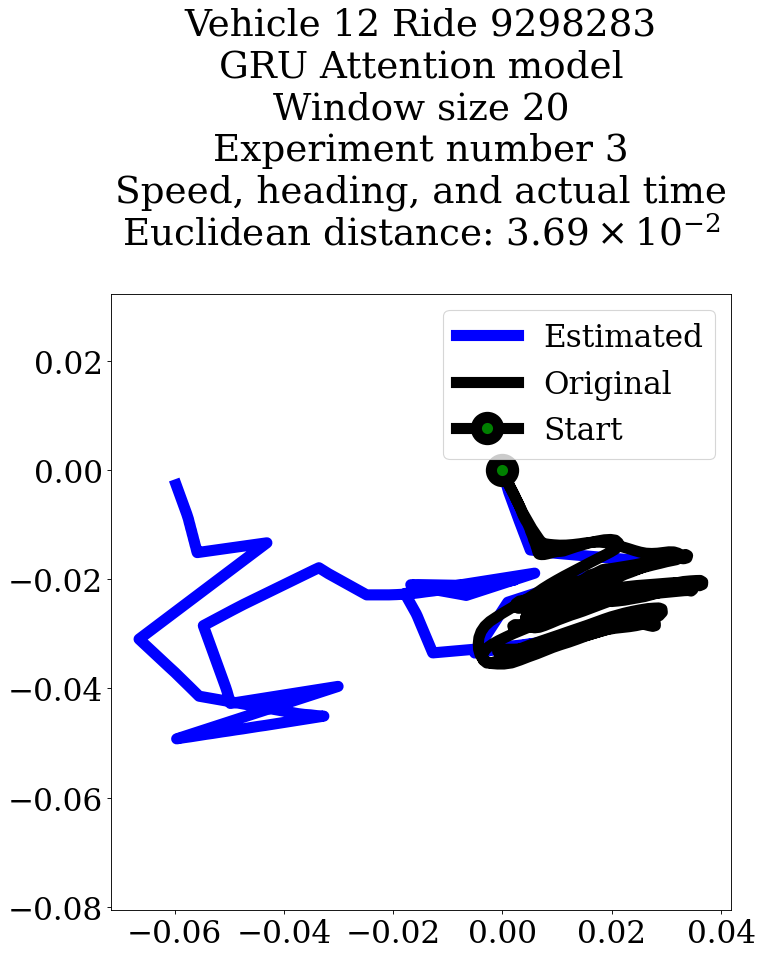 Vehicle 12 Ride 9298283
GRU Attention model
Window size 20
Experiment number 3
Speed, heading, and actual time
Euclidean distance: 3.69 × 10⁻²
Estimated
Original
Start
0.02
0.00
−0.02
−0.04
−0.06
−0.08
−0.06 −0.04 −0.02 0.00 0.02 0.04